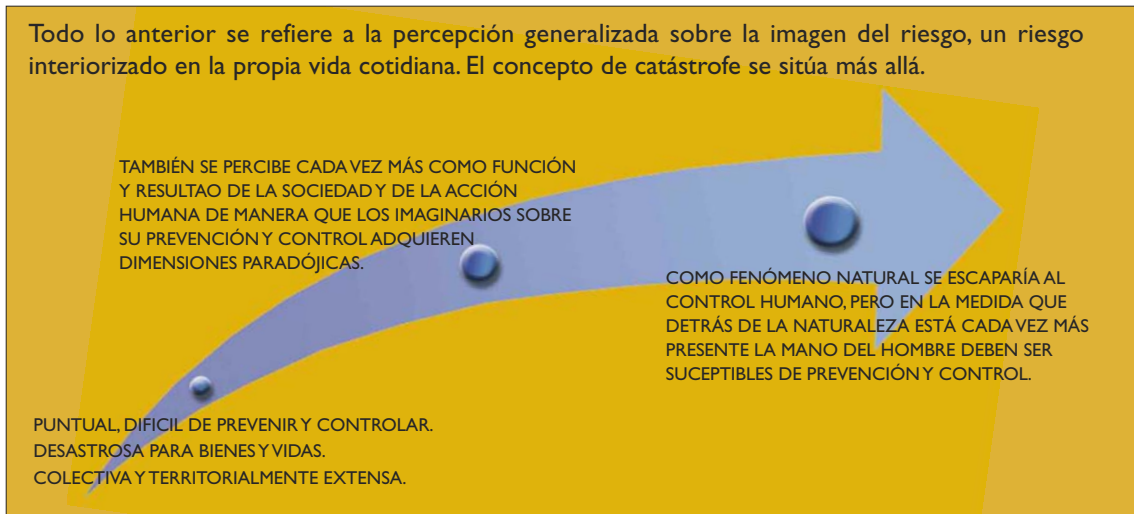 Todo lo anterior se refiere a la percepción generalizada sobre la imagen del riesgo, un riesgo
interiorizado en la propia vida cotidiana. El concepto de catástrofe se sitúa más allá.
TAMBIÉN SE PERCIBE CADA VEZ MÁS COMO FUNCIÓN
Y RESULTAO DE LA SOCIEDAD Y DE LA ACCIÓN
HUMANA DE MANERA QUE LOS IMAGINARIOS SOBRE
SU PREVENCIÓN Y CONTROL ADQUIEREN
DIMENSIONES PARADÓJICAS.
COMO FENÓMENO NATURAL SE ESCAPARÍA AL
CONTROL HUMANO, PERO EN LA MEDIDA QUE
DETRÁS DE LA NATURALEZA ESTÁ CADA VEZ MÁS
PRESENTE LA MANO DEL HOMBRE DEBEN SER
SUCEPTIBLES DE PREVENCIÓN Y CONTROL.
PUNTUAL, DIFICIL DE PREVENIR Y CONTROLAR.
DESASTROSA PARA BIENES Y VIDAS.
COLECTIVA Y TERRITORIALMENTE EXTENSA.